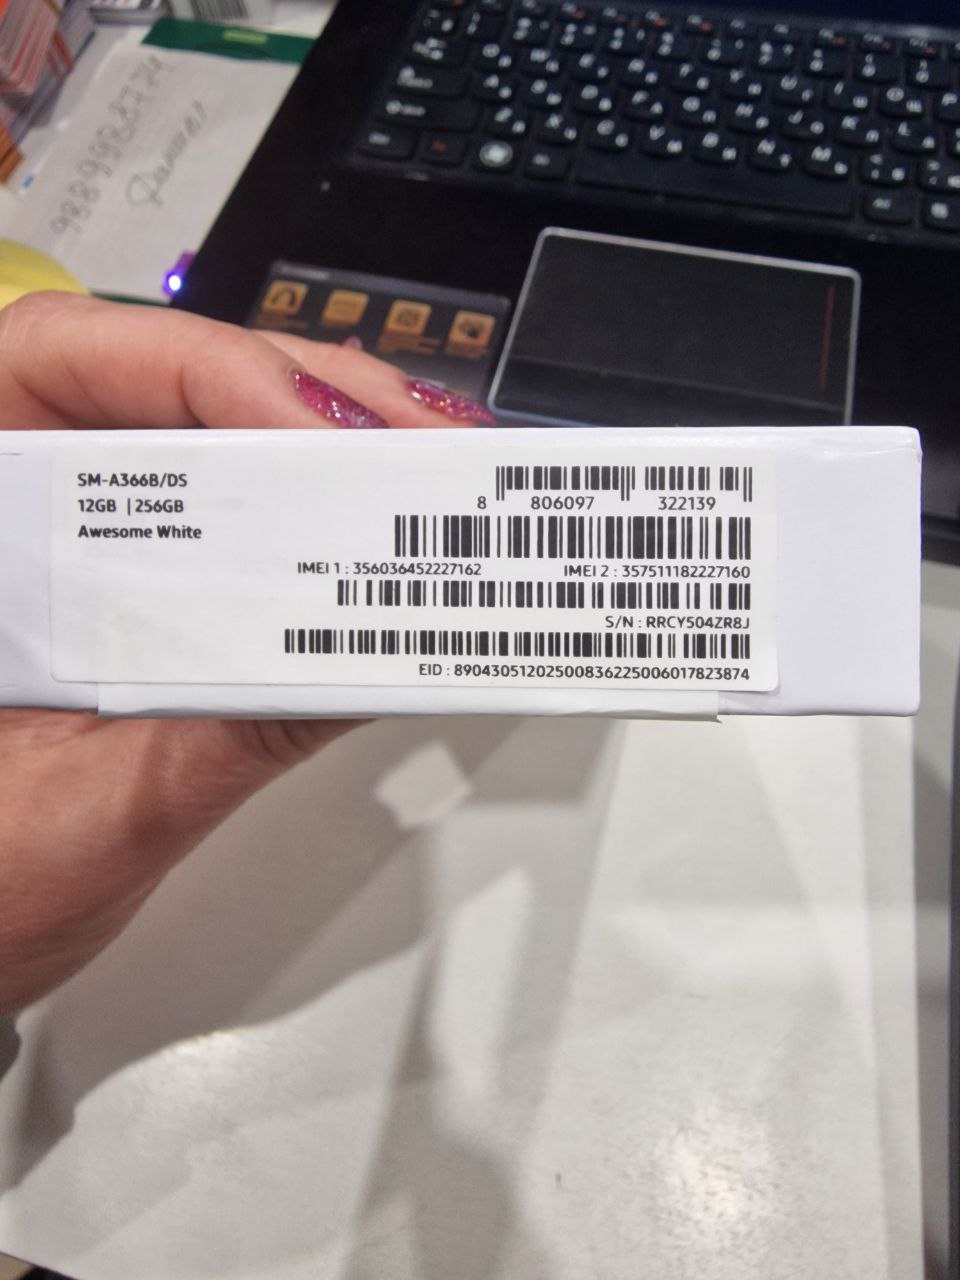 SM-A366B/DS
12GB | 256GB
Awesome White
8 806097 322139
IMEI 1 : 356036452227162 IMEI 2 : 357511182227160
S/N : RRCY504ZR8J
EID : 89043051202500836225006017823874